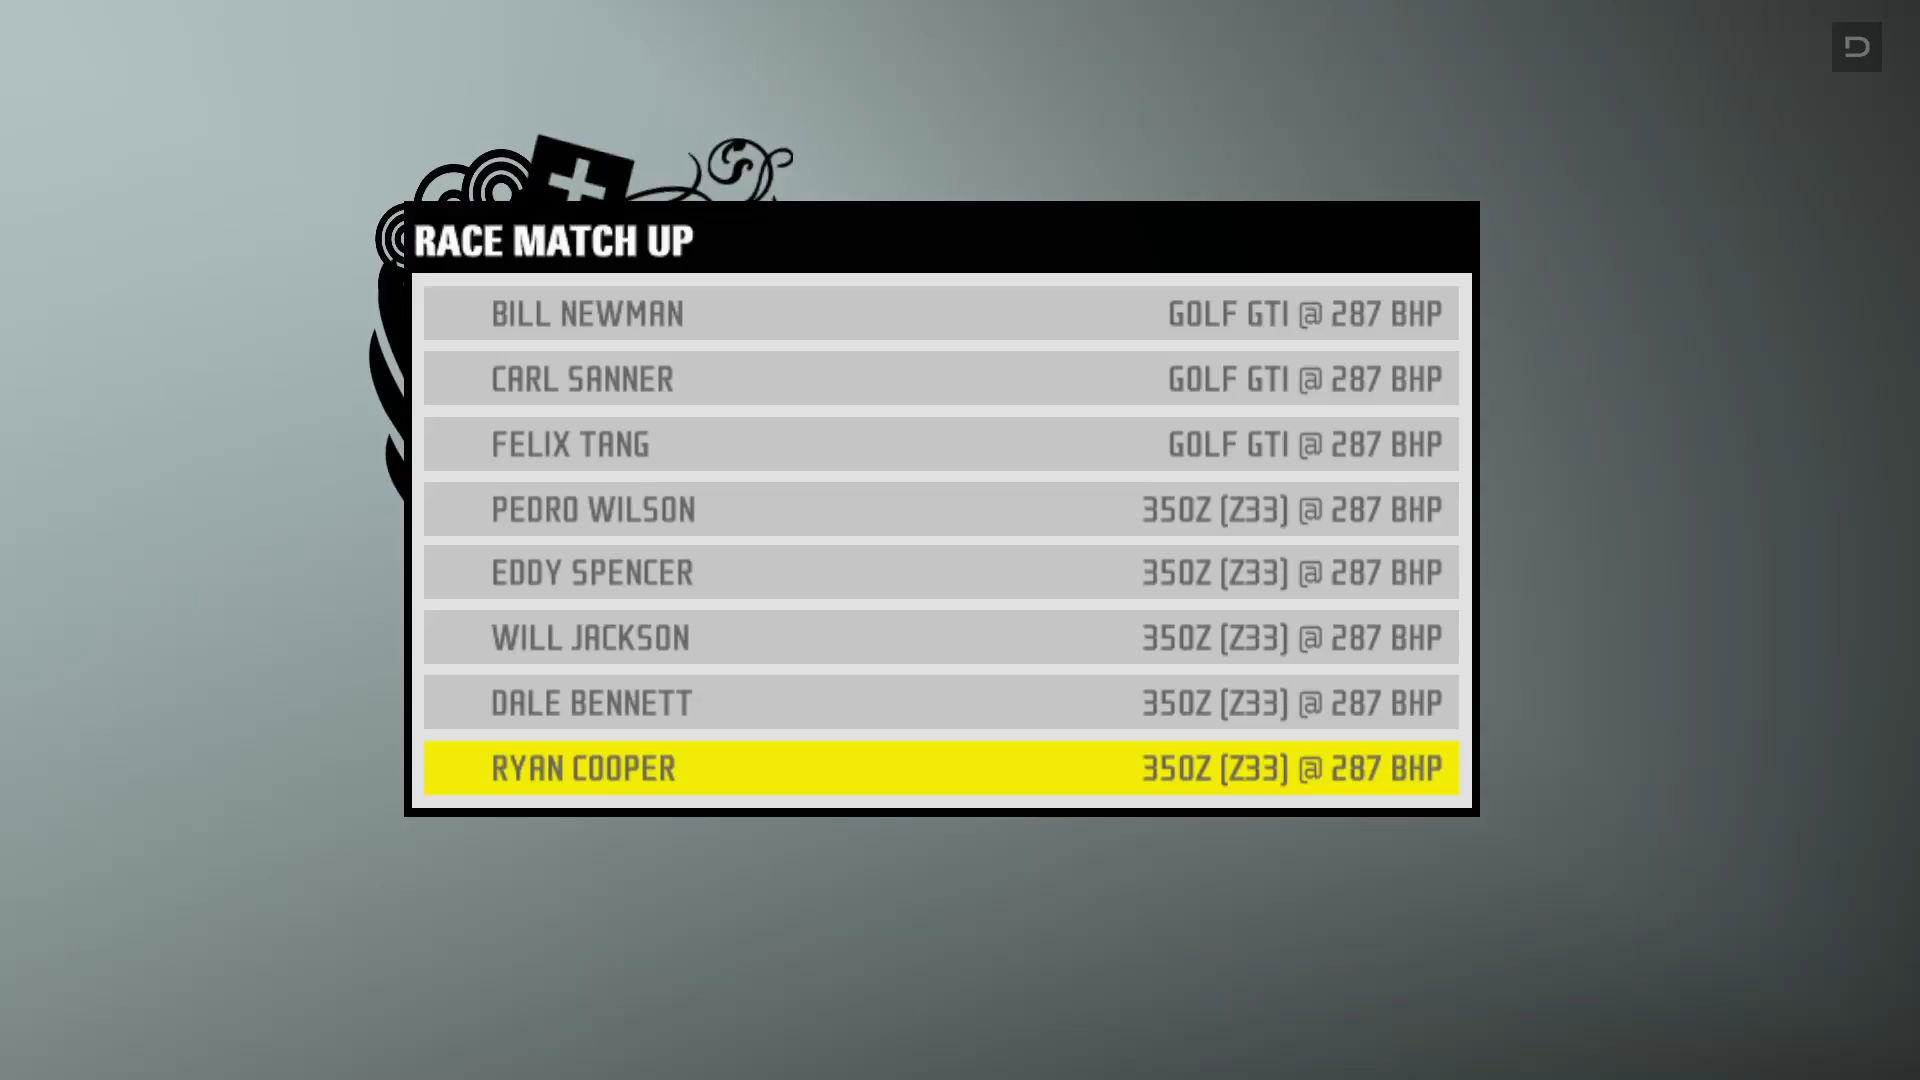 RACE MATCH UP
BILL NEWMAN GOLF GTI @ 287 BHP
CARL SANNER GOLF GTI @ 287 BHP
FELIX TANG GOLF GTI @ 287 BHP
PEDRO WILSON 350Z (Z33) @ 287 BHP
EDDY SPENCER 350Z (Z33) @ 287 BHP
WILL JACKSON 350Z (Z33) @ 287 BHP
DALE BENNETT 350Z (Z33) @ 287 BHP
RYAN COOPER 350Z (Z33) @ 287 BHP